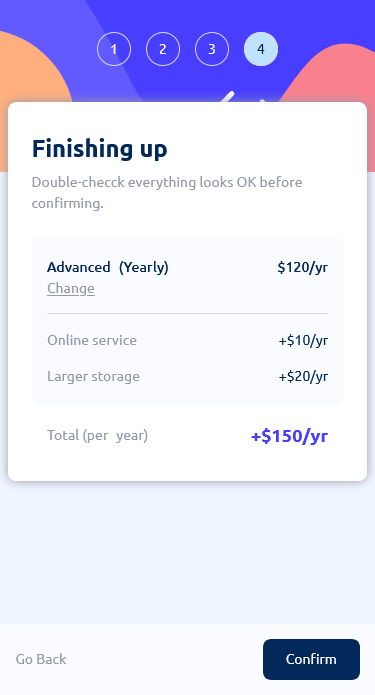 1 2 3 4
Finishing up
Double-checck everything looks OK before
confirming.
Advanced (Yearly) $120/yr
Change
Online service +$10/yr
Larger storage +$20/yr
Total (per year) +$150/yr
Go Back Confirm